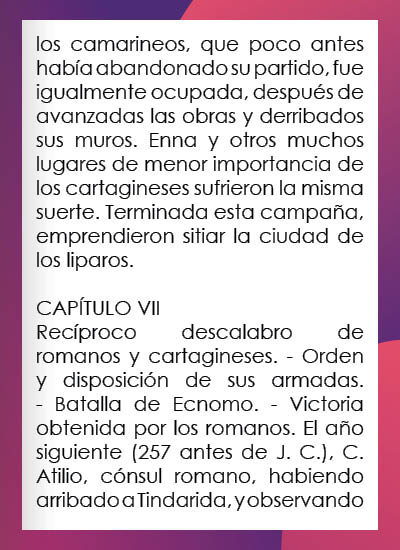 los camarineos, que poco antes
había abandonado su partido, fue
igualmente ocupada, después de
avanzadas las obras y derribados
sus muros. Enna y otros muchos
lugares de menor importancia de
los cartagineses sufrieron la misma
suerte. Terminada esta campaña,
emprendieron sitiar la ciudad de
los liparos.

CAPÍTULO VII
Recíproco descalabro de
romanos y cartagineses. - Orden
y disposición de sus armadas.
- Batalla de Ecnomo. - Victoria
obtenida por los romanos. El año
siguiente (257 antes de J. C.), C.
Atilio, cónsul romano, habiendo
arribado a Tindarida, y observando